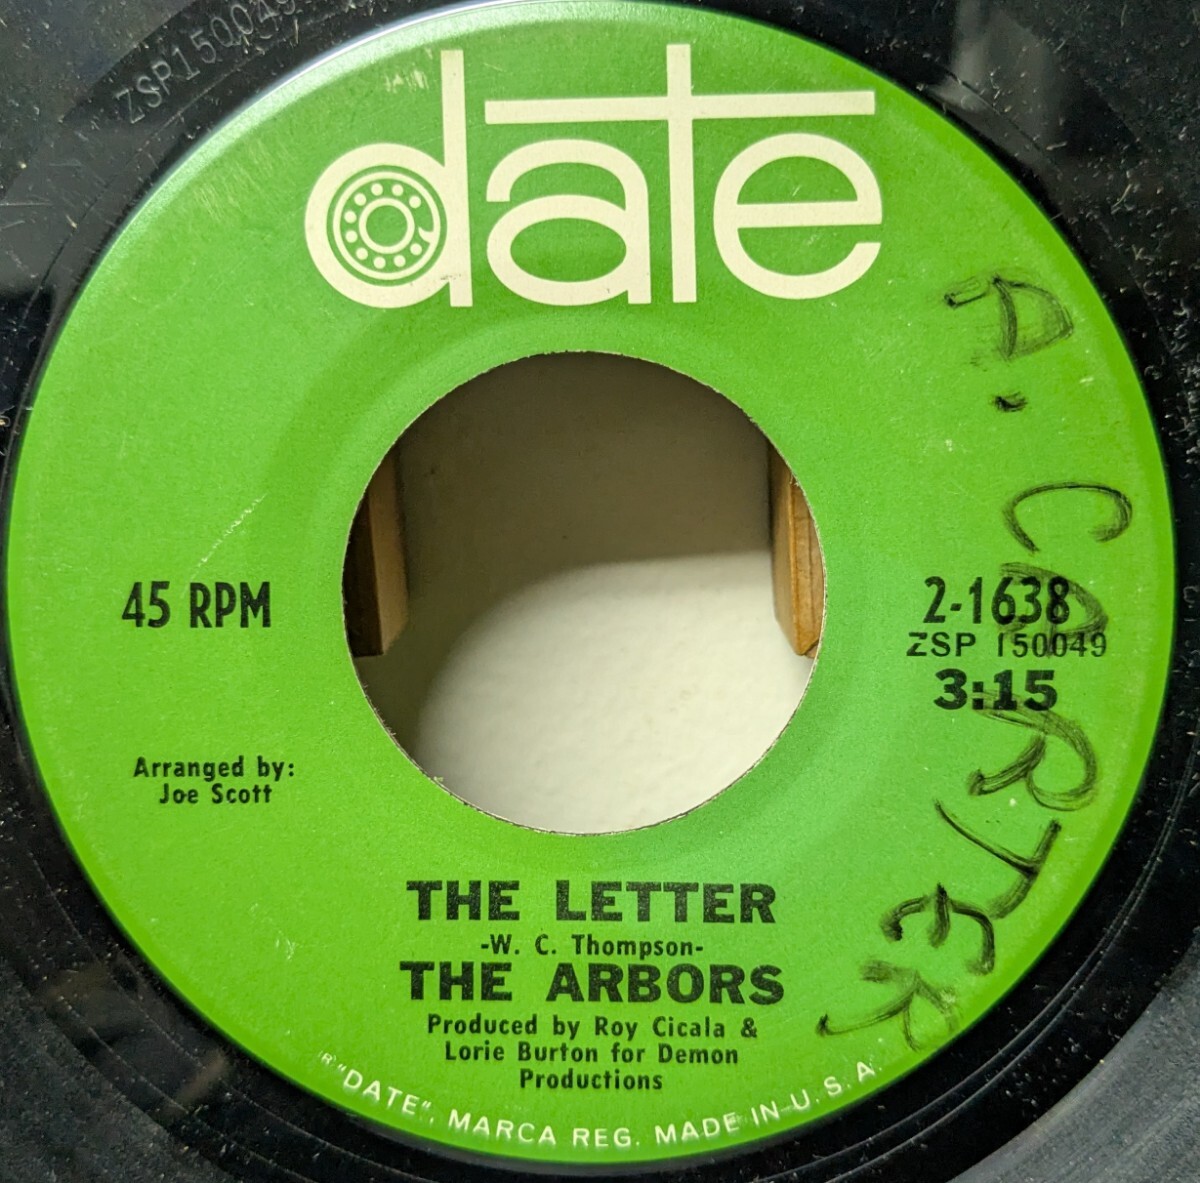 ZSP150049
date
A. CARTER
45 RPM
2-1638
ZSP 150049
3:15
Arranged by:
Joe Scott
THE LETTER
-W. C. Thompson-
THE ARBORS
Produced by Roy Cicala &
Lorie Burton for Demon
Productions
® "DATE", MARCA REG. MADE IN U. S. A.